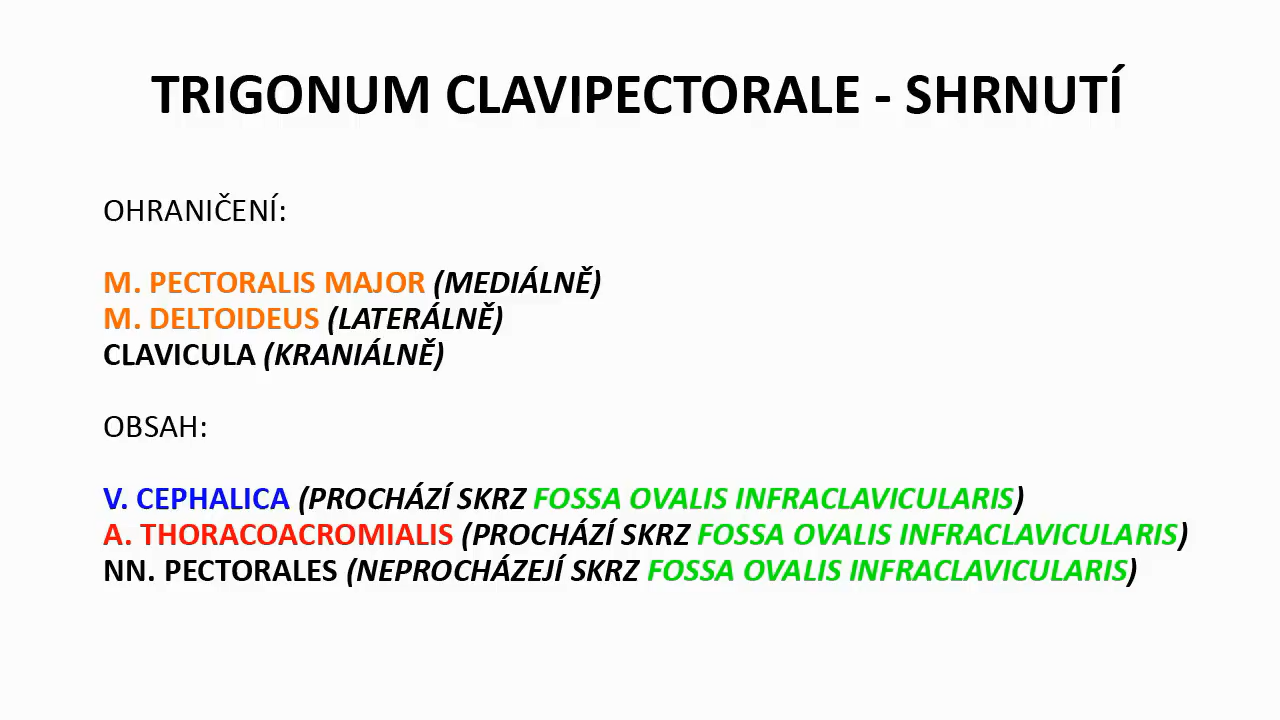 TRIGONUM CLAVIPECTORALE - SHRNUTÍ
OHRANIČENÍ:
M. PECTORALIS MAJOR (MEDIÁLNĚ)
M. DELTOIDEUS (LATERÁLNĚ)
CLAVICULA (KRANIÁLNĚ)
OBSAH:
V. CEPHALICA (PROCHÁZÍ SKRZ FOSSA OVALIS INFRACLAVICULARIS)
A. THORACOACROMIALIS (PROCHÁZÍ SKRZ FOSSA OVALIS INFRACLAVICULARIS)
NN. PECTORALES (NEPROCHÁZEJÍ SKRZ FOSSA OVALIS INFRACLAVICULARIS)